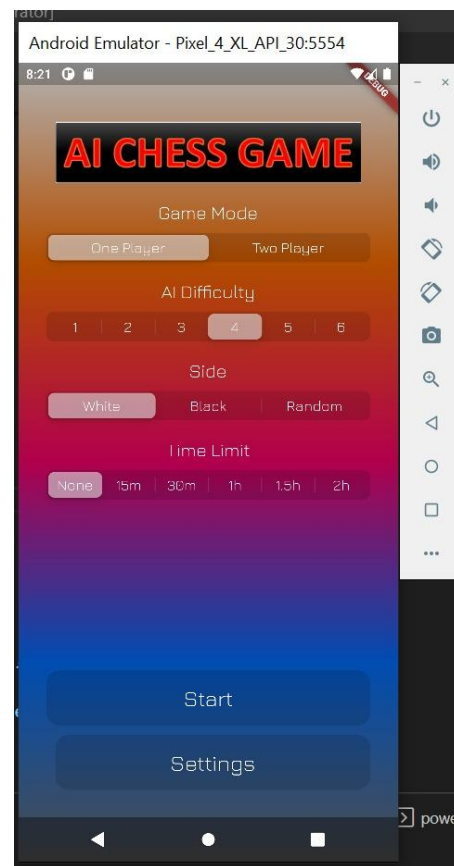 rator]
Android Emulator - Pixel_4_XL_API_30:5554
8:21
DEBUG
AI CHESS GAME
Game Mode
One Player Two Player
AI Difficulty
1 2 3 4 5 6
Side
White Black Random
Time Limit
None 15m 30m 1h 1.5h 2h
Start
Settings
powe